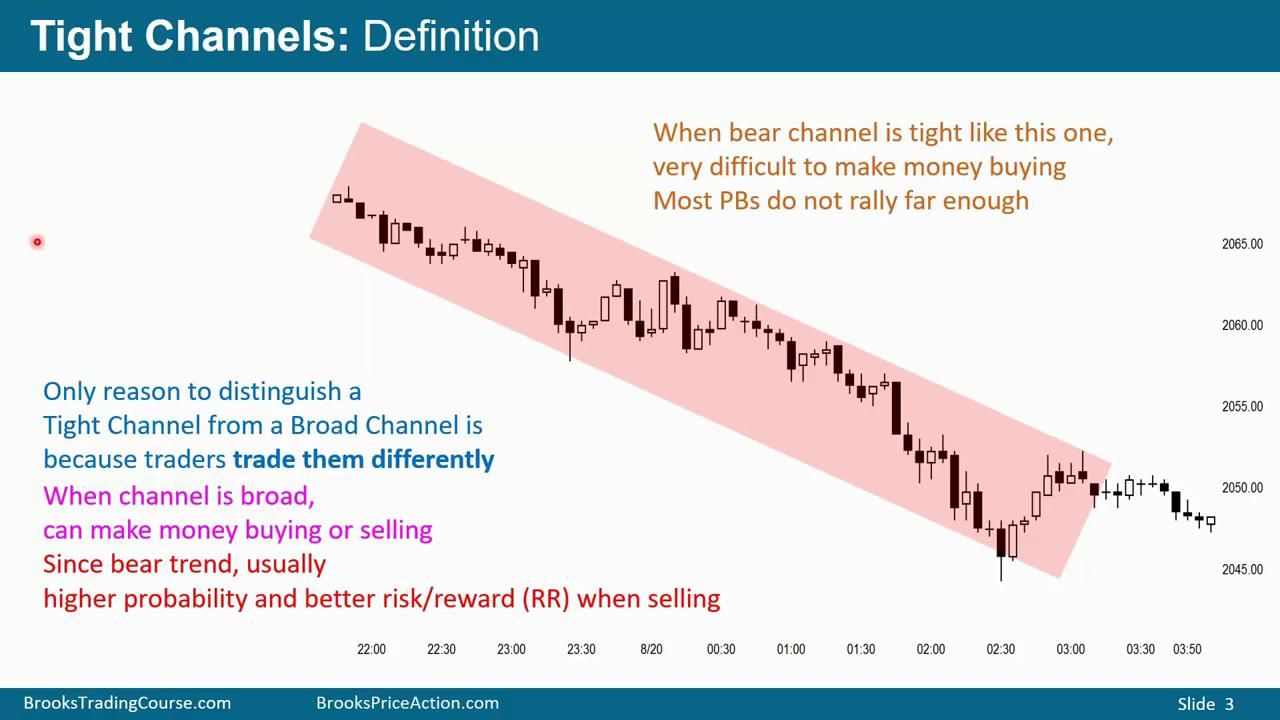 Tight Channels: Definition
When bear channel is tight like this one,
very difficult to make money buying
Most PBs do not rally far enough
2065.00
2060.00
2055.00
2050.00
2045.00
Only reason to distinguish a
Tight Channel from a Broad Channel is
because traders trade them differently
When channel is broad,
can make money buying or selling
Since bear trend, usually
higher probability and better risk/reward (RR) when selling
22:00 22:30 23:00 23:30 8/20 00:30 01:00 01:30 02:00 02:30 03:00 03:30 03:50
BrooksTradingCourse.com BrooksPriceAction.com Slide 3